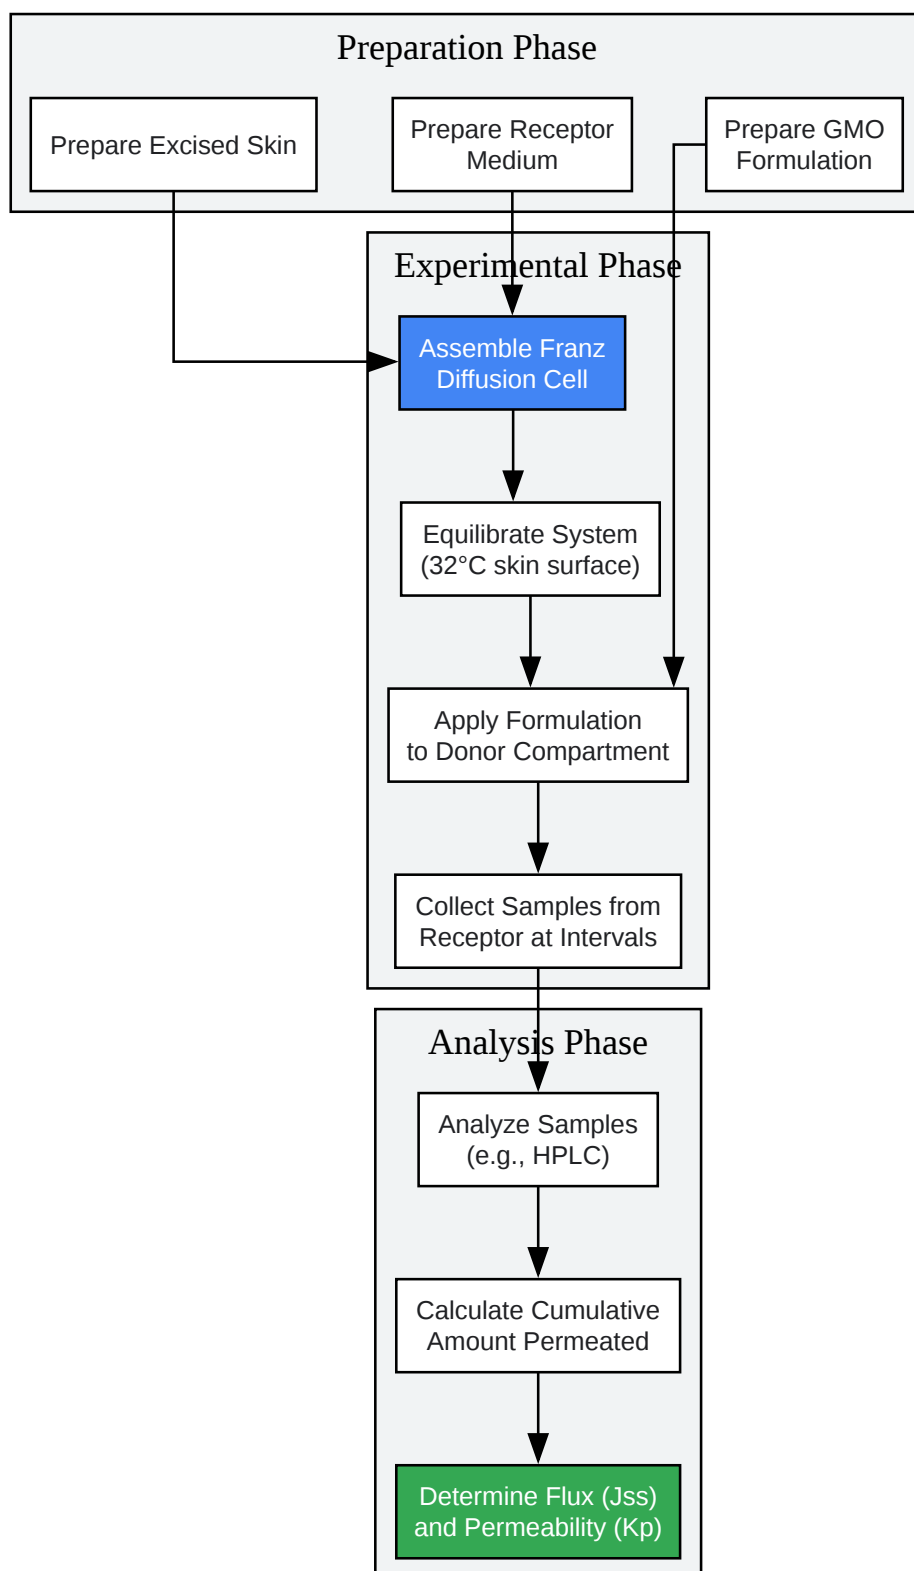 Preparation Phase
Prepare Excised Skin
Prepare Receptor
Medium
Prepare GMO
Formulation
Experimental Phase
Assemble Franz
Diffusion Cell
Equilibrate System
(32°C skin surface)
Apply Formulation
to Donor Compartment
Collect Samples from
Receptor at Intervals
Analysis Phase
Analyze Samples
(e.g., HPLC)
Calculate Cumulative
Amount Permeated
Determine Flux (Jss)
and Permeability (Kp)